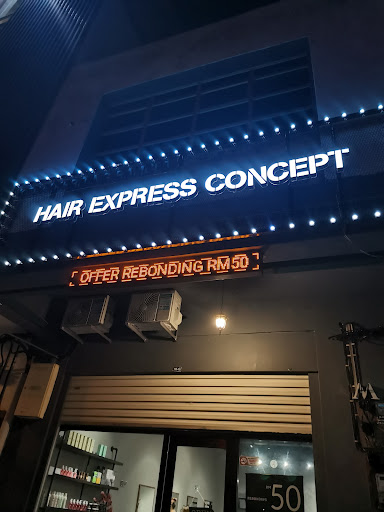 HAIR EXPRESS CONCEPT
OFFER REBONDING RM50
50